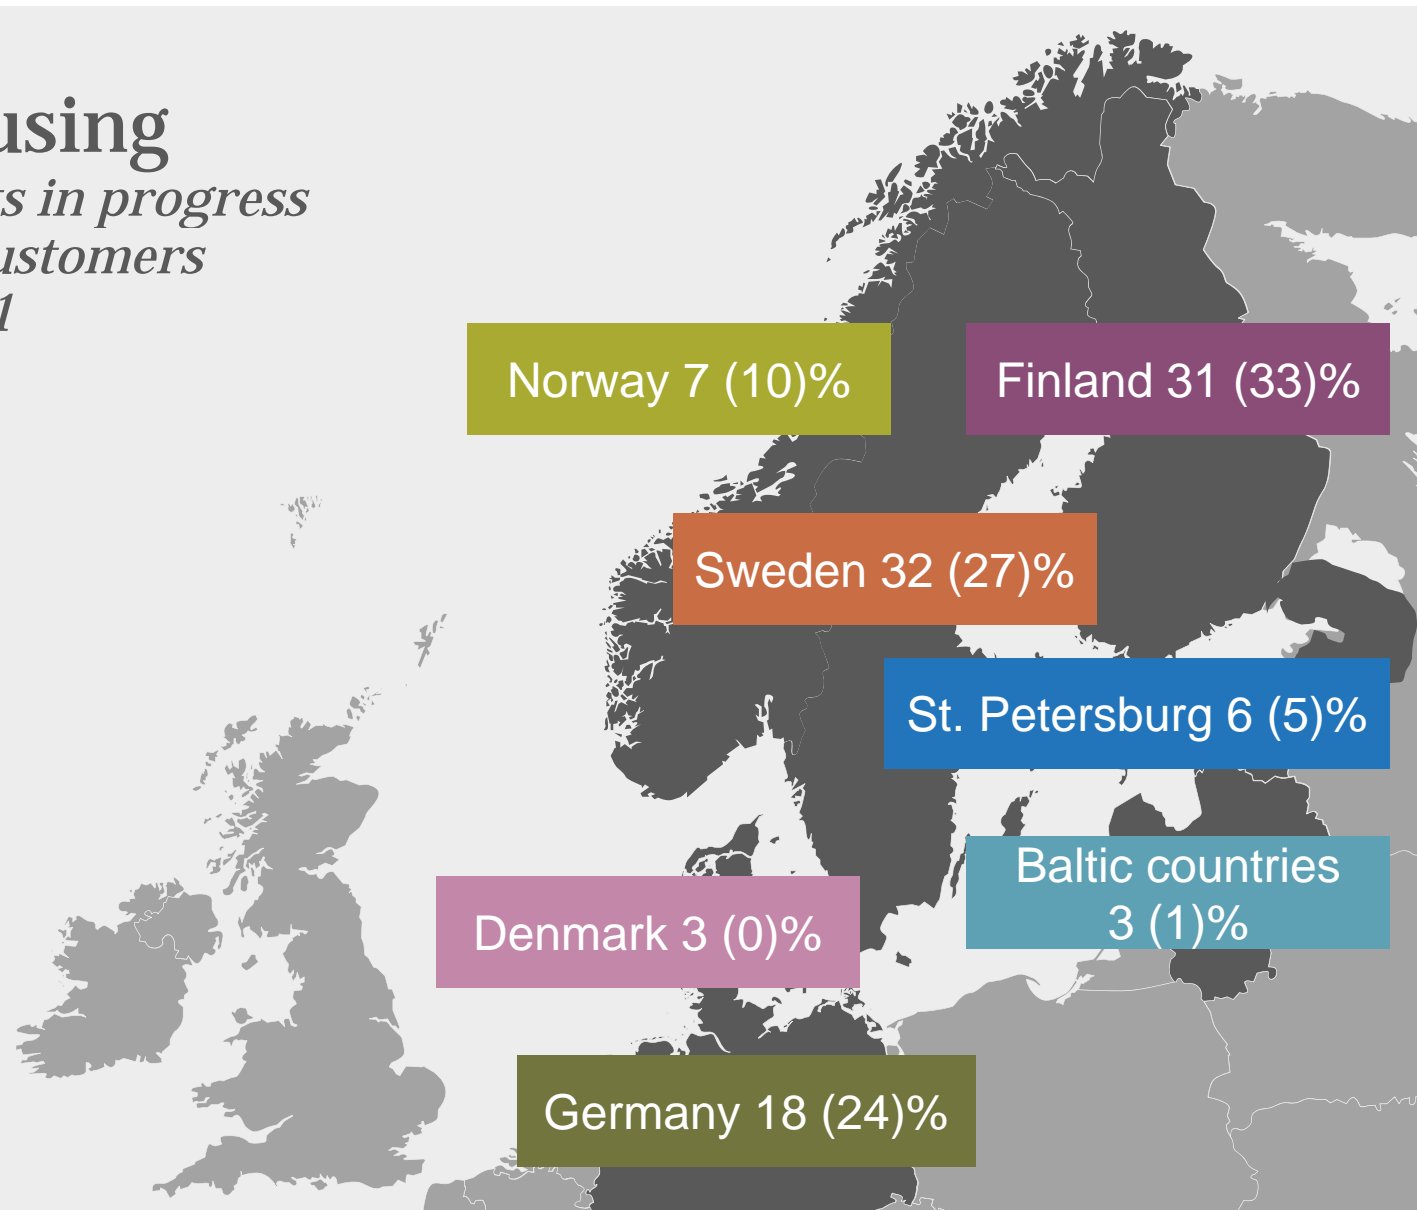 using
ts in progress
ustomers
1
Norway 7 (10)%
Finland 31 (33)%
Sweden 32 (27)%
St. Petersburg 6 (5)%
Baltic countries
3 (1)%
Denmark 3 (0)%
Germany 18 (24)%